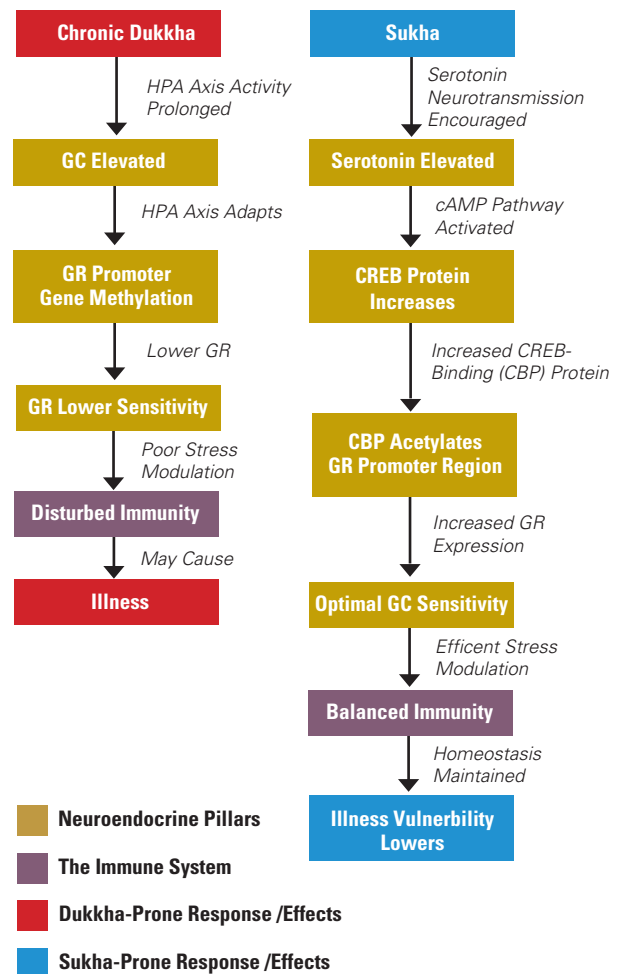 Chronic Dukkha
HPA Axis Activity
Prolonged
GC Elevated
HPA Axis Adapts
GR Promoter
Gene Methylation
Lower GR
GR Lower Sensitivity
Poor Stress
Modulation
Disturbed Immunity
May Cause
Illness
Sukha
Serotonin
Neurotransmission
Encouraged
Serotonin Elevated
cAMP Pathway
Activated
CREB Protein
Increases
Increased CREB-
Binding (CBP) Protein
CBP Acetylates
GR Promoter Region
Increased GR
Expression
Optimal GC Sensitivity
Efficent Stress
Modulation
Balanced Immunity
Homeostasis
Maintained
Illness Vulnerbility
Lowers
Neuroendocrine Pillars
The Immune System
Dukkha-Prone Response /Effects
Sukha-Prone Response /Effects